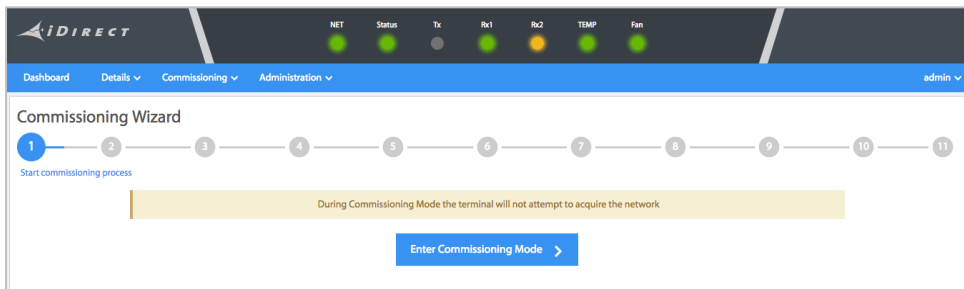 iDIRECT
NET Status Tx Rx1 Rx2 TEMP Fan
Dashboard Details Commissioning Administration admin
Commissioning Wizard
1 2 3 4 5 6 7 8 9 10 11
Start commissioning process
During Commissioning Mode the terminal will not attempt to acquire the network
Enter Commissioning Mode